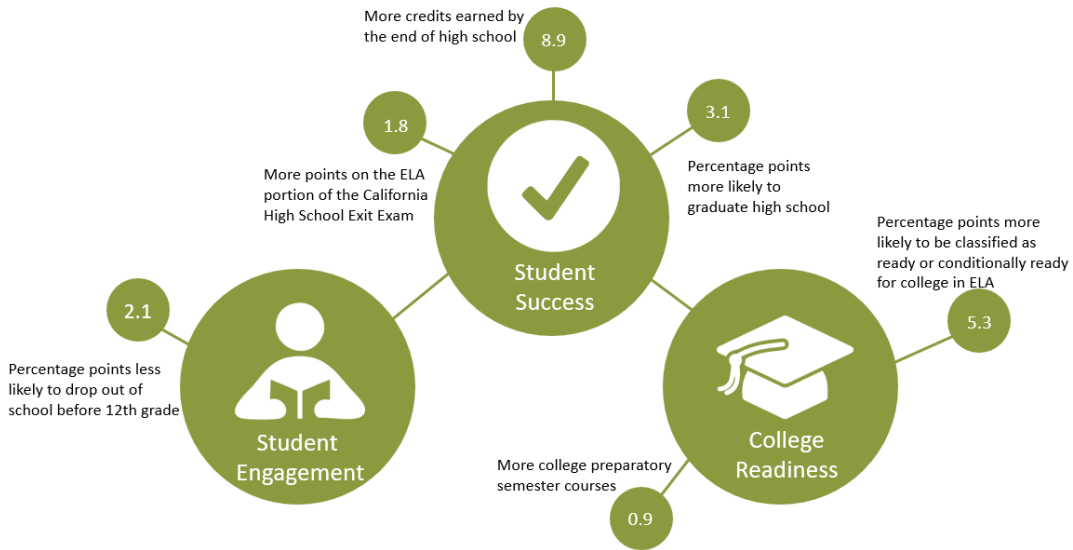 More credits earned by
the end of high school
8.9
1.8
More points on the ELA
portion of the California
High School Exit Exam
3.1
Percentage points
more likely to
graduate high school
Student
Success
2.1
Percentage points less
likely to drop out of
school before 12th grade
Student
Engagement
Percentage points more
likely to be classified as
ready or conditionally ready
for college in ELA
5.3
College
Readiness
More college preparatory
semester courses
0.9